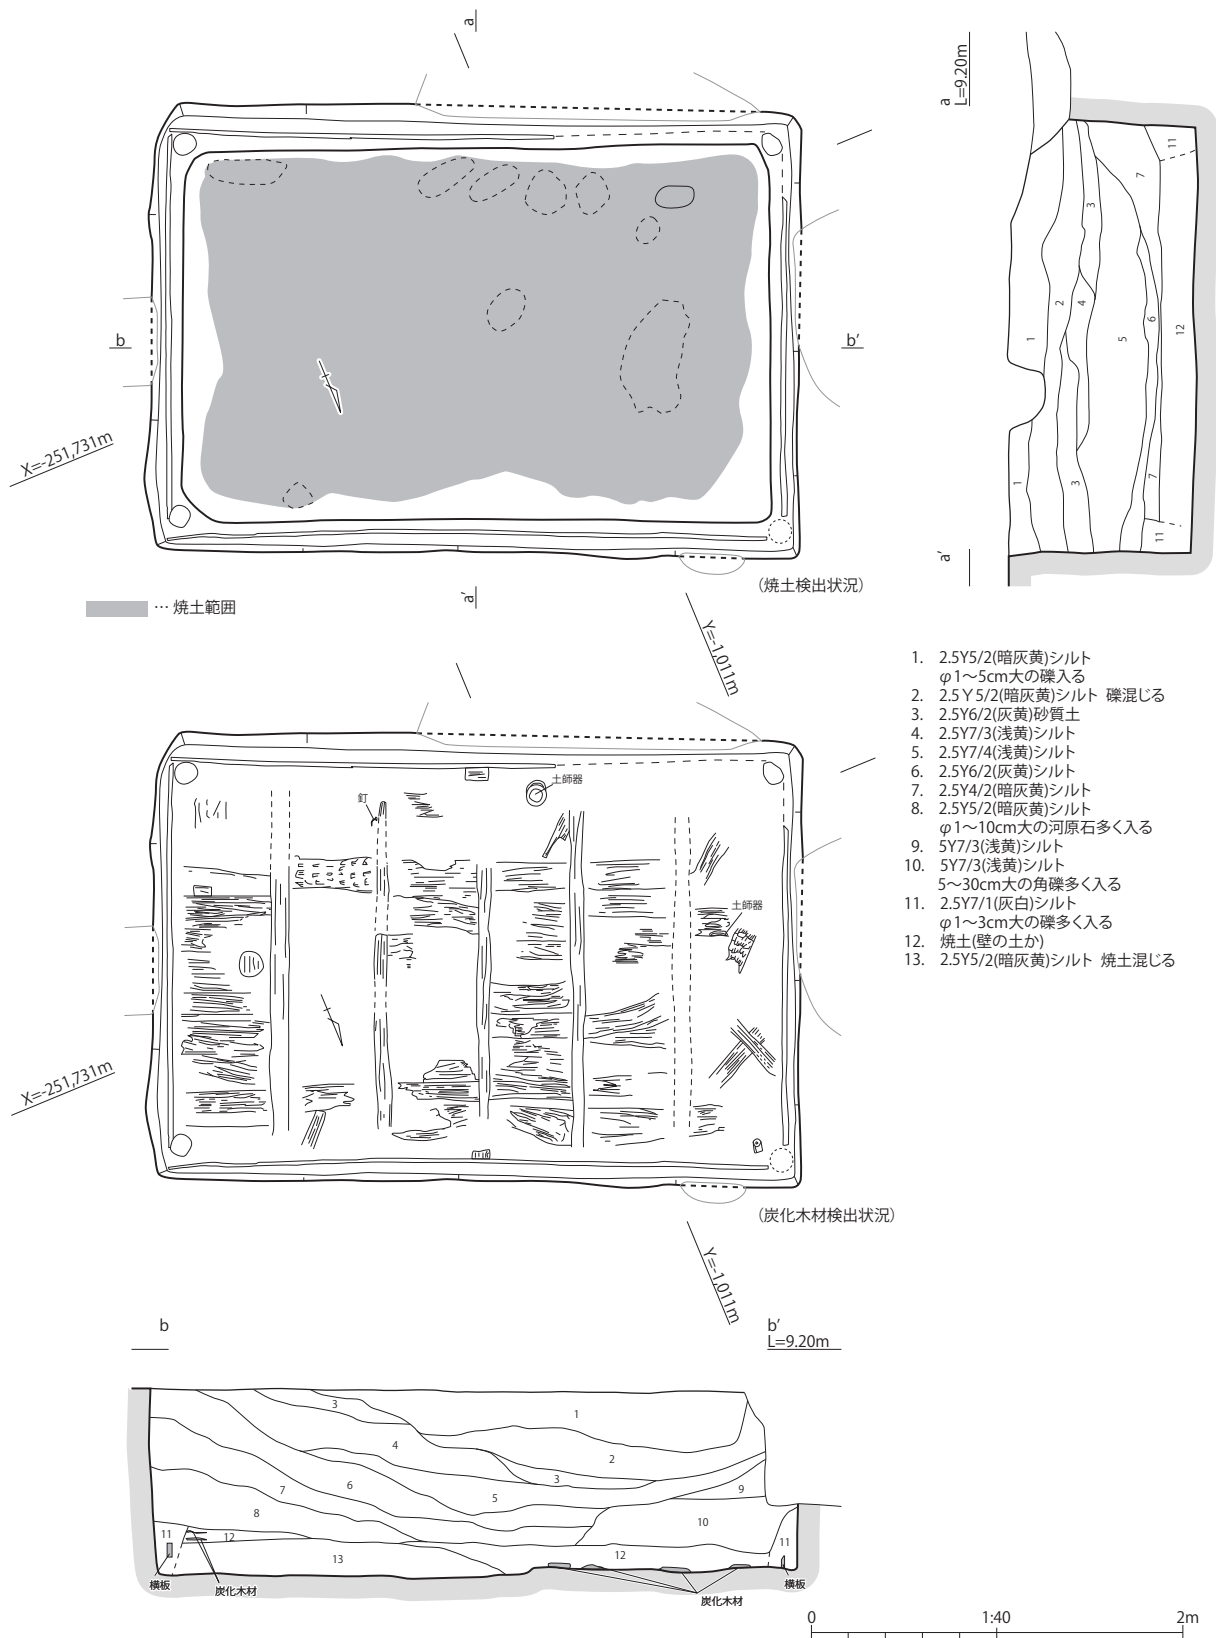 a
a
L=9.20m
11
7
3
2
4
6
5
12
1
b
b′
X=-251,731m
1
3
7
11
a′
(焼土検出状況)
a′
… 焼土範囲
Y=-1,011m
1. 2.5Y5/2(暗灰黄)シルト
φ1～5cm大の礫入る
2. 2.5Ｙ5/2(暗灰黄)シルト 礫混じる
3. 2.5Y6/2(灰黄)砂質土
4. 2.5Y7/3(浅黄)シルト
5. 2.5Y7/4(浅黄)シルト
6. 2.5Y6/2(灰黄)シルト
7. 2.5Y4/2(暗灰黄)シルト
8. 2.5Y5/2(暗灰黄)シルト
φ1～10cm大の河原石多く入る
9. 5Y7/3(浅黄)シルト
10. 5Y7/3(浅黄)シルト
5～30cm大の角礫多く入る
11. 2.5Y7/1(灰白)シルト
φ1～3cm大の礫多く入る
12. 焼土(壁の土か)
13. 2.5Y5/2(暗灰黄)シルト 焼土混じる
土師器
釘
土師器
X=-251,731m
(炭化木材検出状況)
Y=-1,011m
b
b′
L=9.20m
3
1
4
2
3
6
7
5
9
8
10
11
12
11
13
12
横板
炭化木材
横板
炭化木材
0
1:40
2m